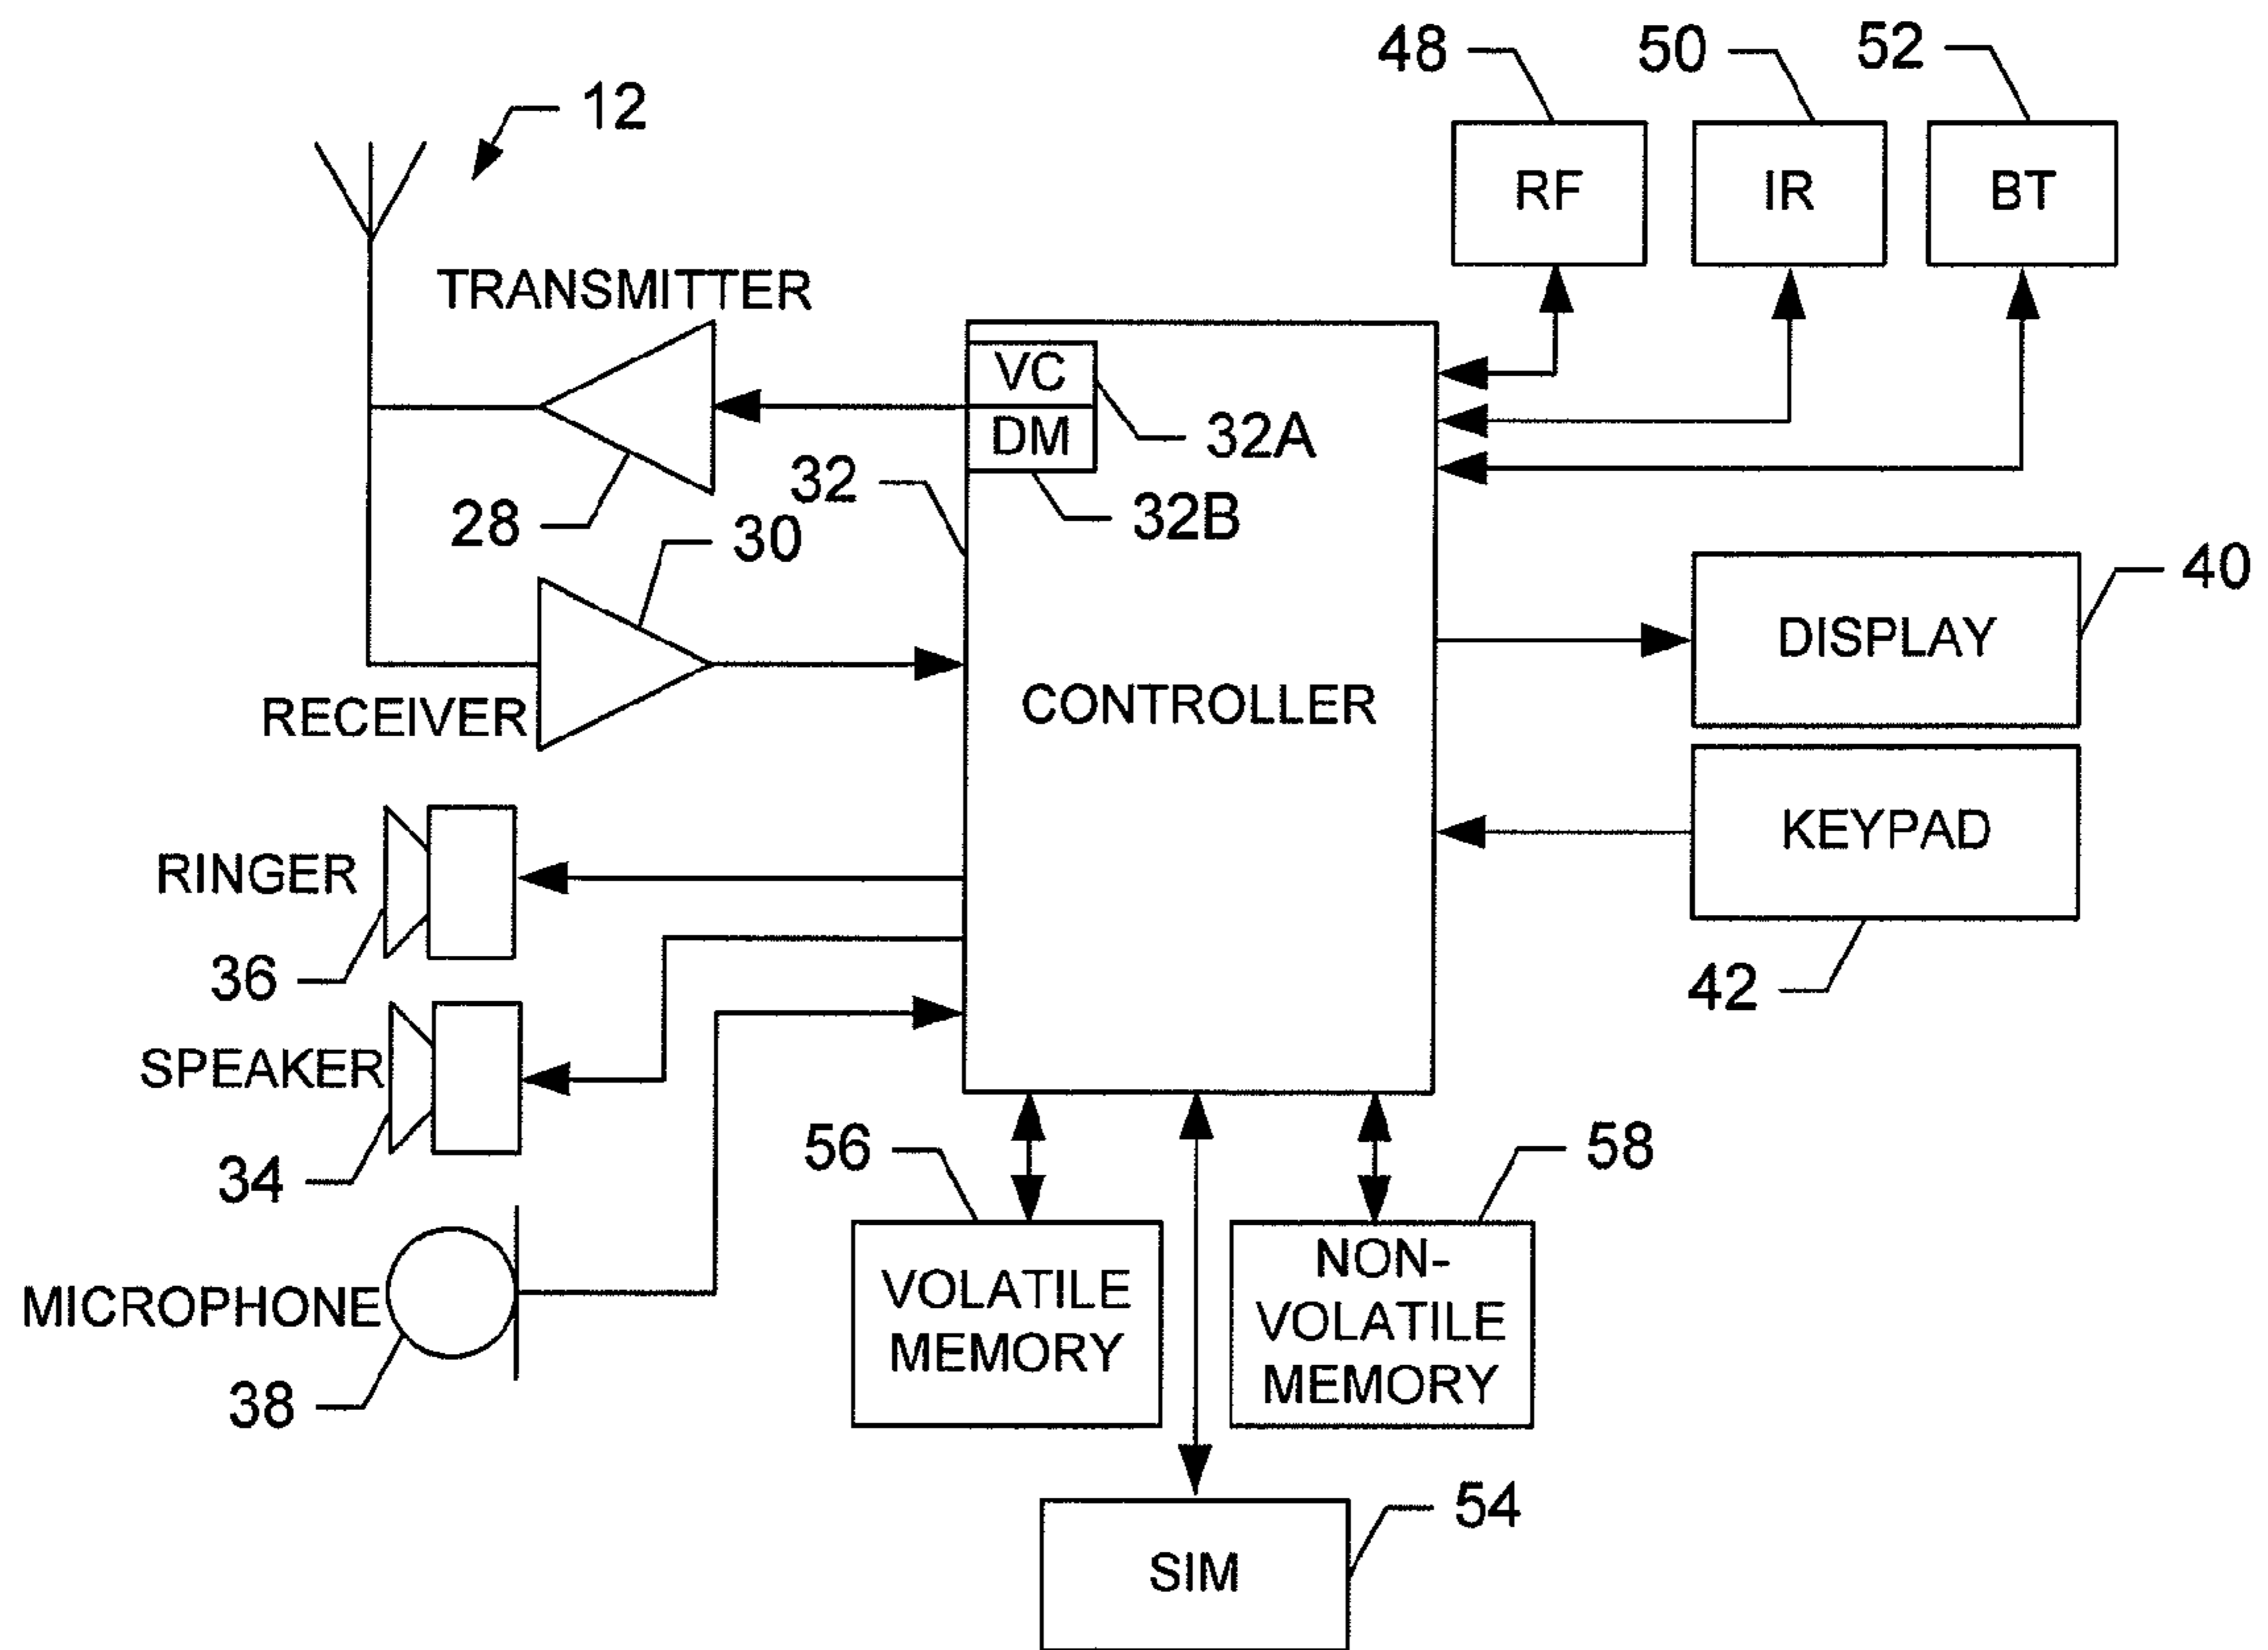 48
50
52
12
RF
IR
BT
TRANSMITTER
VC
DM
32A
32
32B
28
30
40
DISPLAY
RECEIVER
CONTROLLER
KEYPAD
RINGER
36
42
SPEAKER
34
56
58
MICROPHONE
38
VOLATILE
MEMORY
NON-
VOLATILE
MEMORY
54
SIM